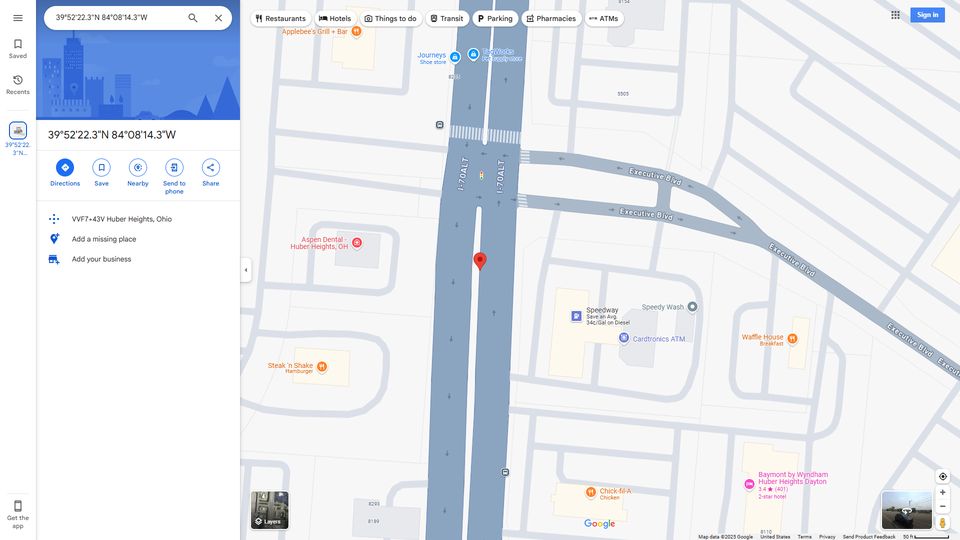 39°52'22.3"N 84°08'14.3"W
Restaurants
Hotels
Things to do
Transit
Parking
Pharmacies
ATMs
Sign in
Saved
Recents
39°52'22.
3"N...
Get the
app
39°52'22.3"N 84°08'14.3"W
Directions
Save
Nearby
Send to
phone
Share
VVF7+43V Huber Heights, Ohio
Add a missing place
Add your business
Applebee's Grill + Bar
Journeys
Shoe store
Pet supply store
8184
5505
I-70ALT
I-70ALT
Executive Blvd
Executive Blvd
Executive Blvd
Executive Blvd
Aspen Dental -
Huber Heights, OH
Speedway
Save an Avg.
34¢/Gal on Diesel
Speedy Wash
Cardtronics ATM
Waffle House
Breakfast
Steak 'n Shake
Hamburger
Chick-fil-A
Chicken
Baymont by Wyndham
Huber Heights Dayton
3.4 ★ (401)
2-star hotel
8293
8189
8110
Layers
Google
Map data ©2025 Google
United States
Terms
Privacy
Send Product Feedback
50 ft